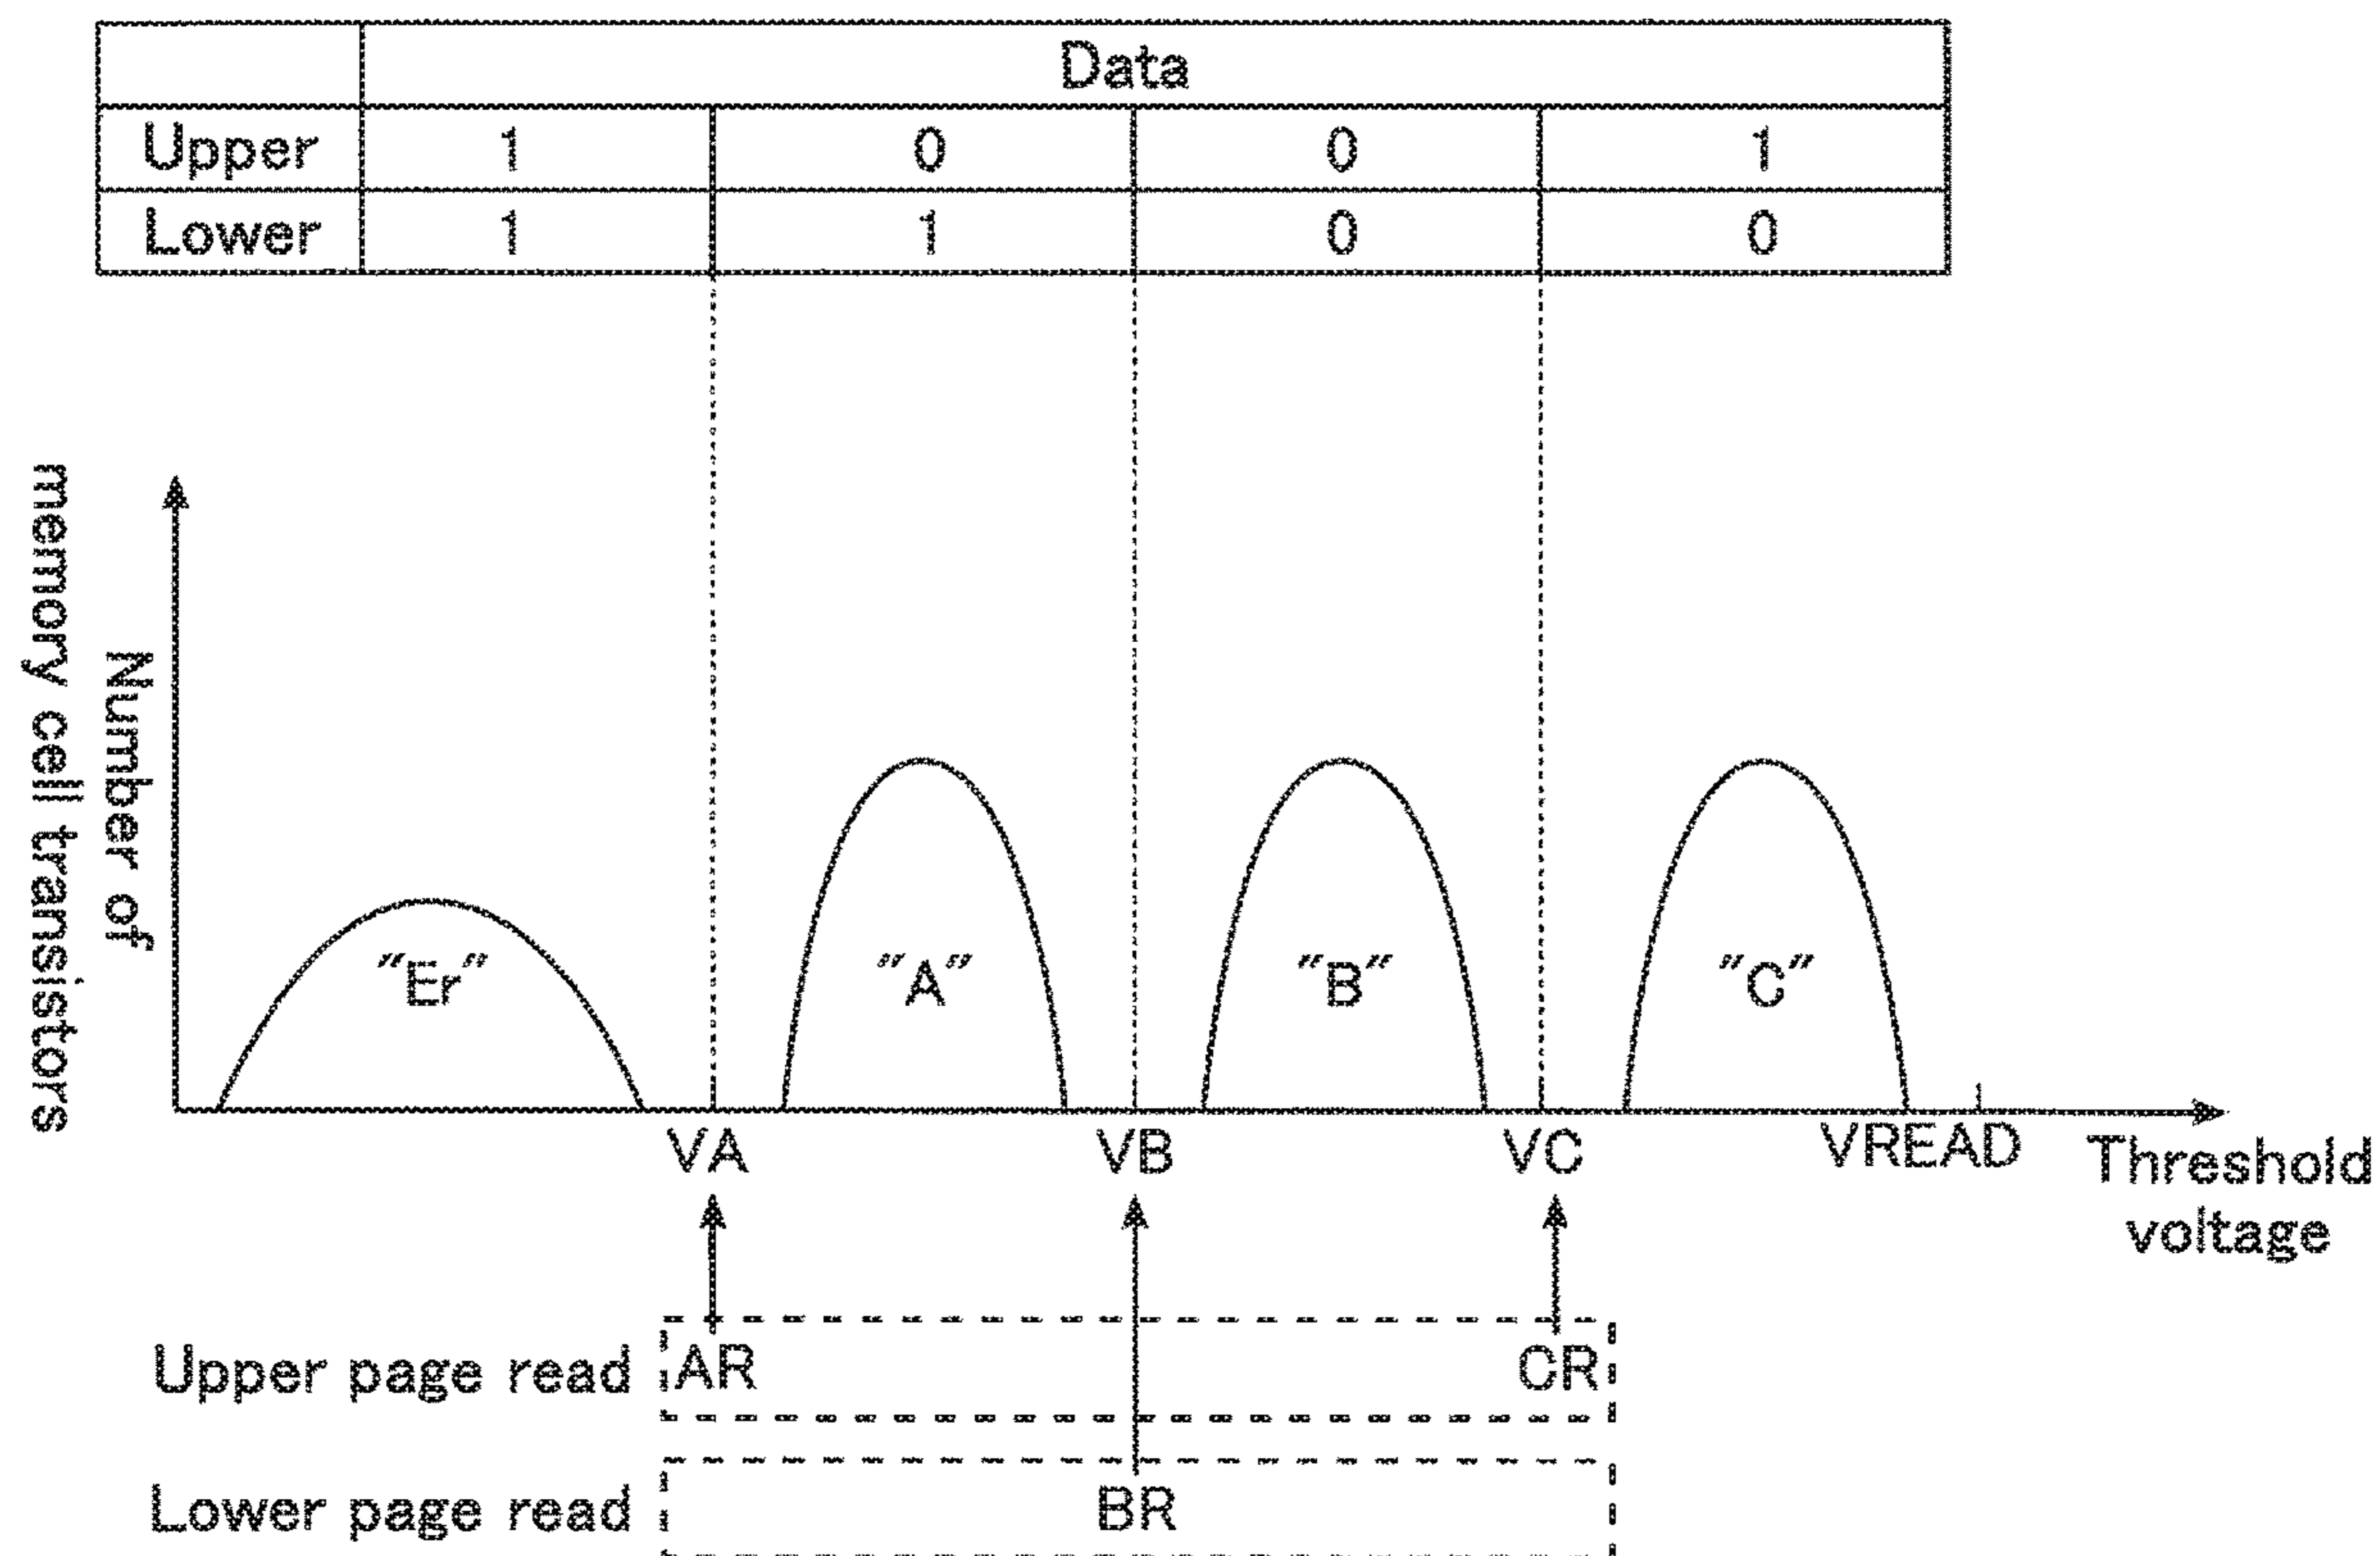 Data
Upper 1 0 0 1
Lower 1 1 0 0
Number of
memory cell transistors
"Er" "A" "B" "C"
VA VB VC VREAD
Threshold
voltage
Upper page read AR CR
Lower page read BR